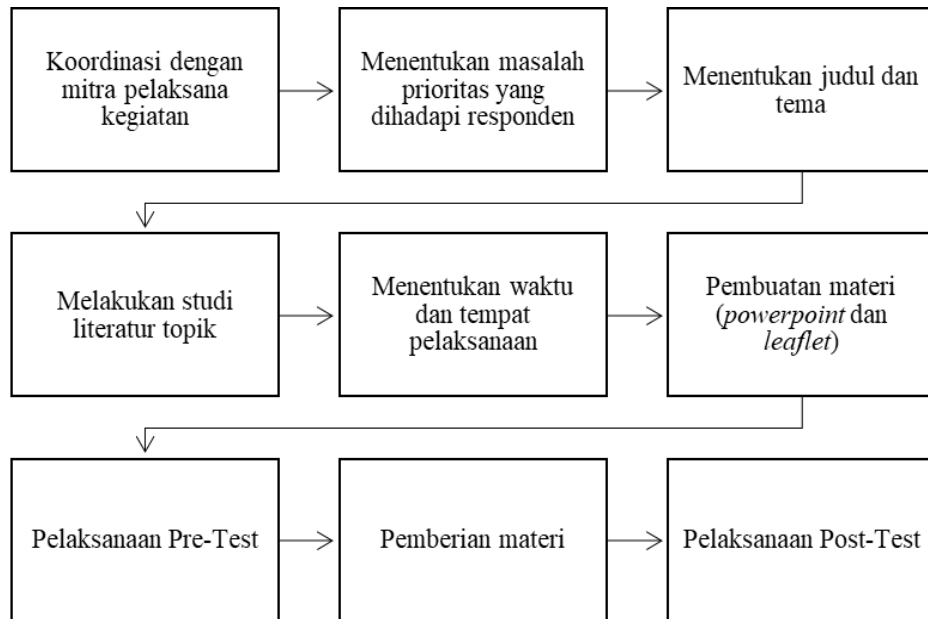 Koordinasi dengan
mitra pelaksana
kegiatan
Menentukan masalah
prioritas yang
dihadapi responden
Menentukan judul dan
tema
Melakukan studi
literatur topik
Menentukan waktu
dan tempat
pelaksanaan
Pembuatan materi
(powerpoint dan
leaflet)
Pelaksanaan Pre-Test
Pemberian materi
Pelaksanaan Post-Test